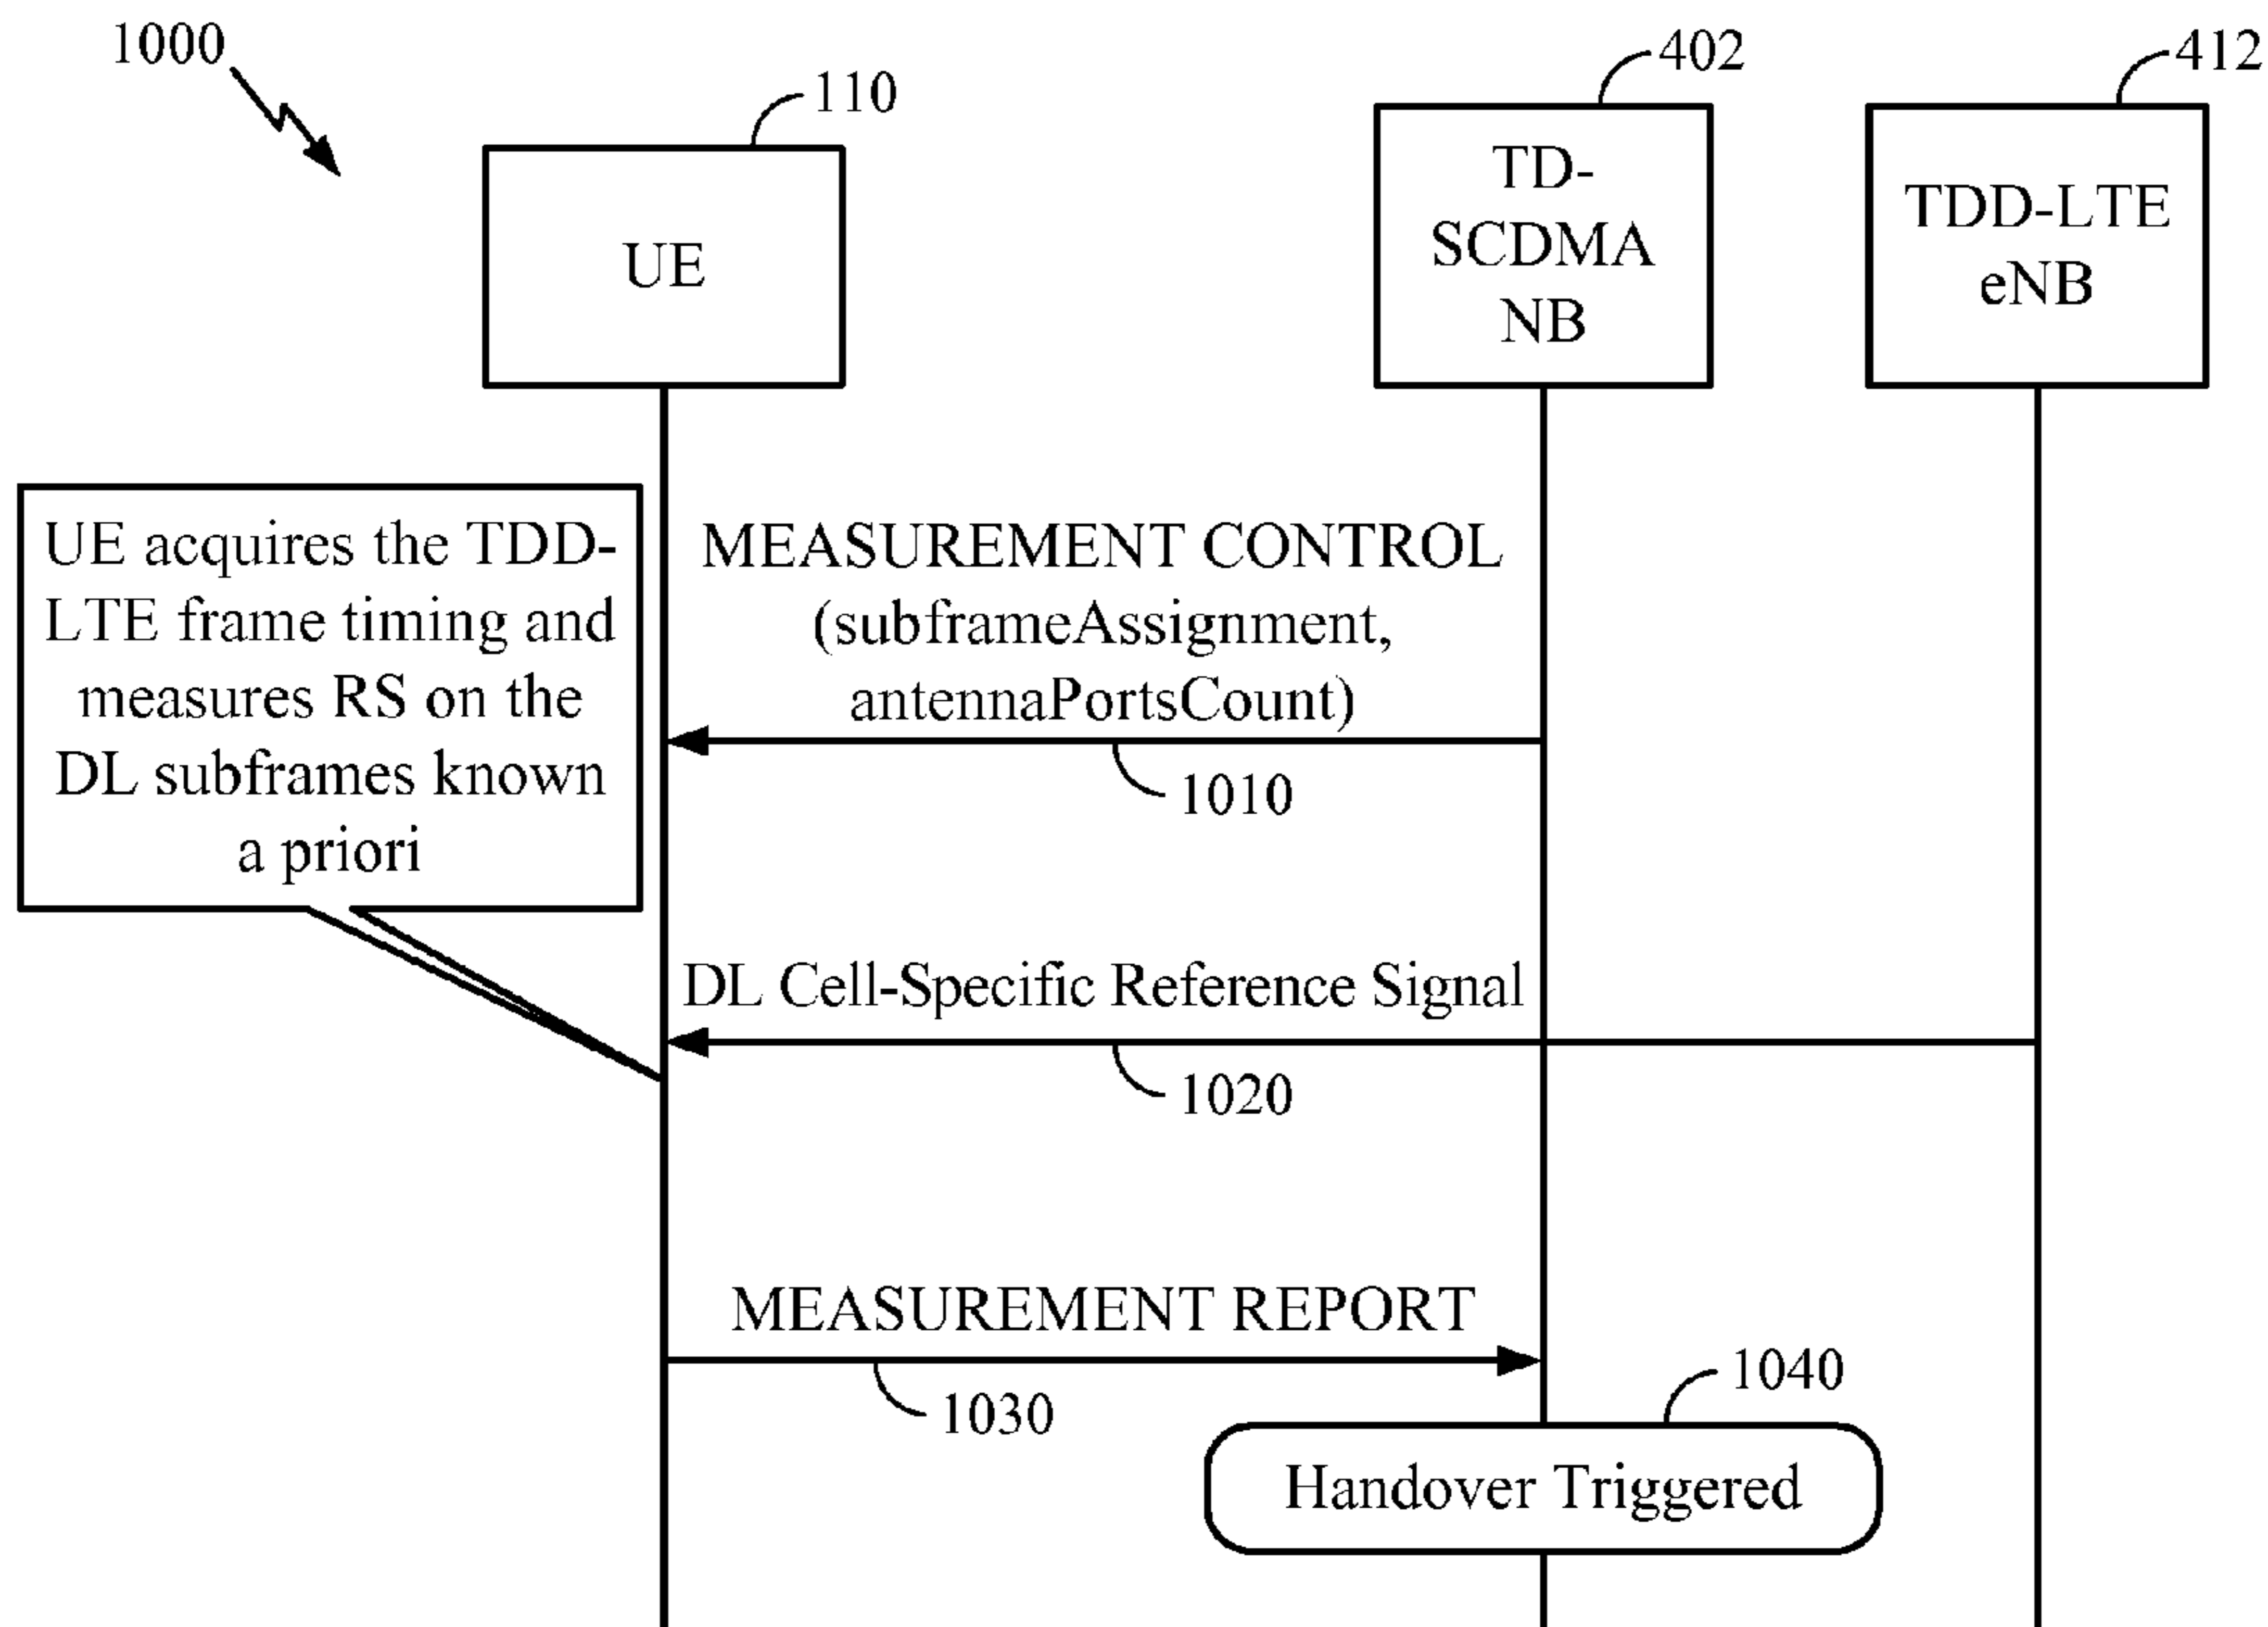 1000
110
402
412
UE
TD-
SCDMA
NB
TDD-LTE
eNB
UE acquires the TDD-
LTE frame timing and
measures RS on the
DL subframes known
a priori
MEASUREMENT CONTROL
(subframeAssignment,
antennaPortsCount)
1010
DL Cell-Specific Reference Signal
1020
MEASUREMENT REPORT
1030
1040
Handover Triggered